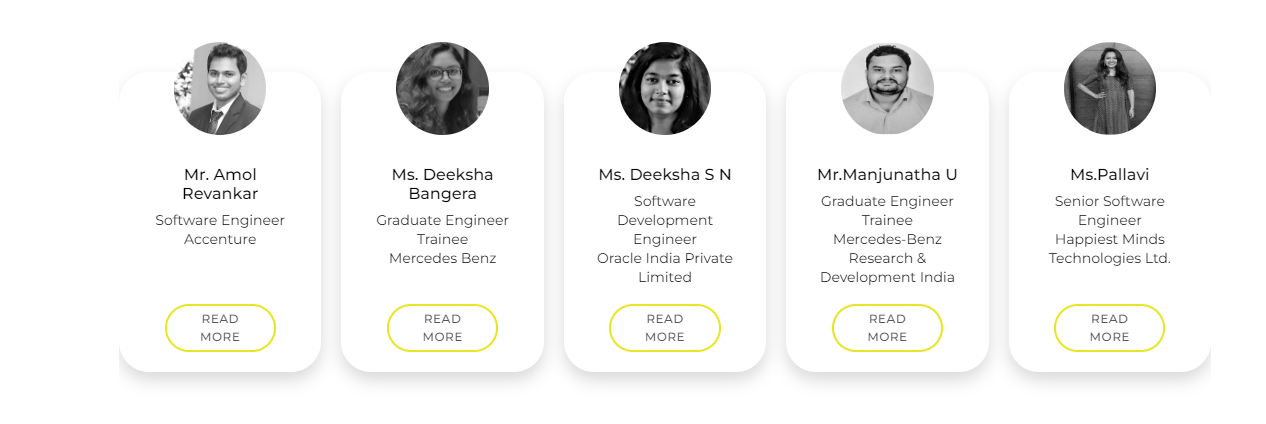 Mr. Amol
Revankar
Software Engineer
Accenture
READ
MORE
Ms. Deeksha
Bangera
Graduate Engineer
Trainee
Mercedes Benz
READ
MORE
Ms. Deeksha S N
Software
Development
Engineer
Oracle India Private
Limited
READ
MORE
Mr.Manjunatha U
Graduate Engineer
Trainee
Mercedes-Benz
Research &
Development India
READ
MORE
Ms.Pallavi
Senior Software
Engineer
Happiest Minds
Technologies Ltd.
READ
MORE